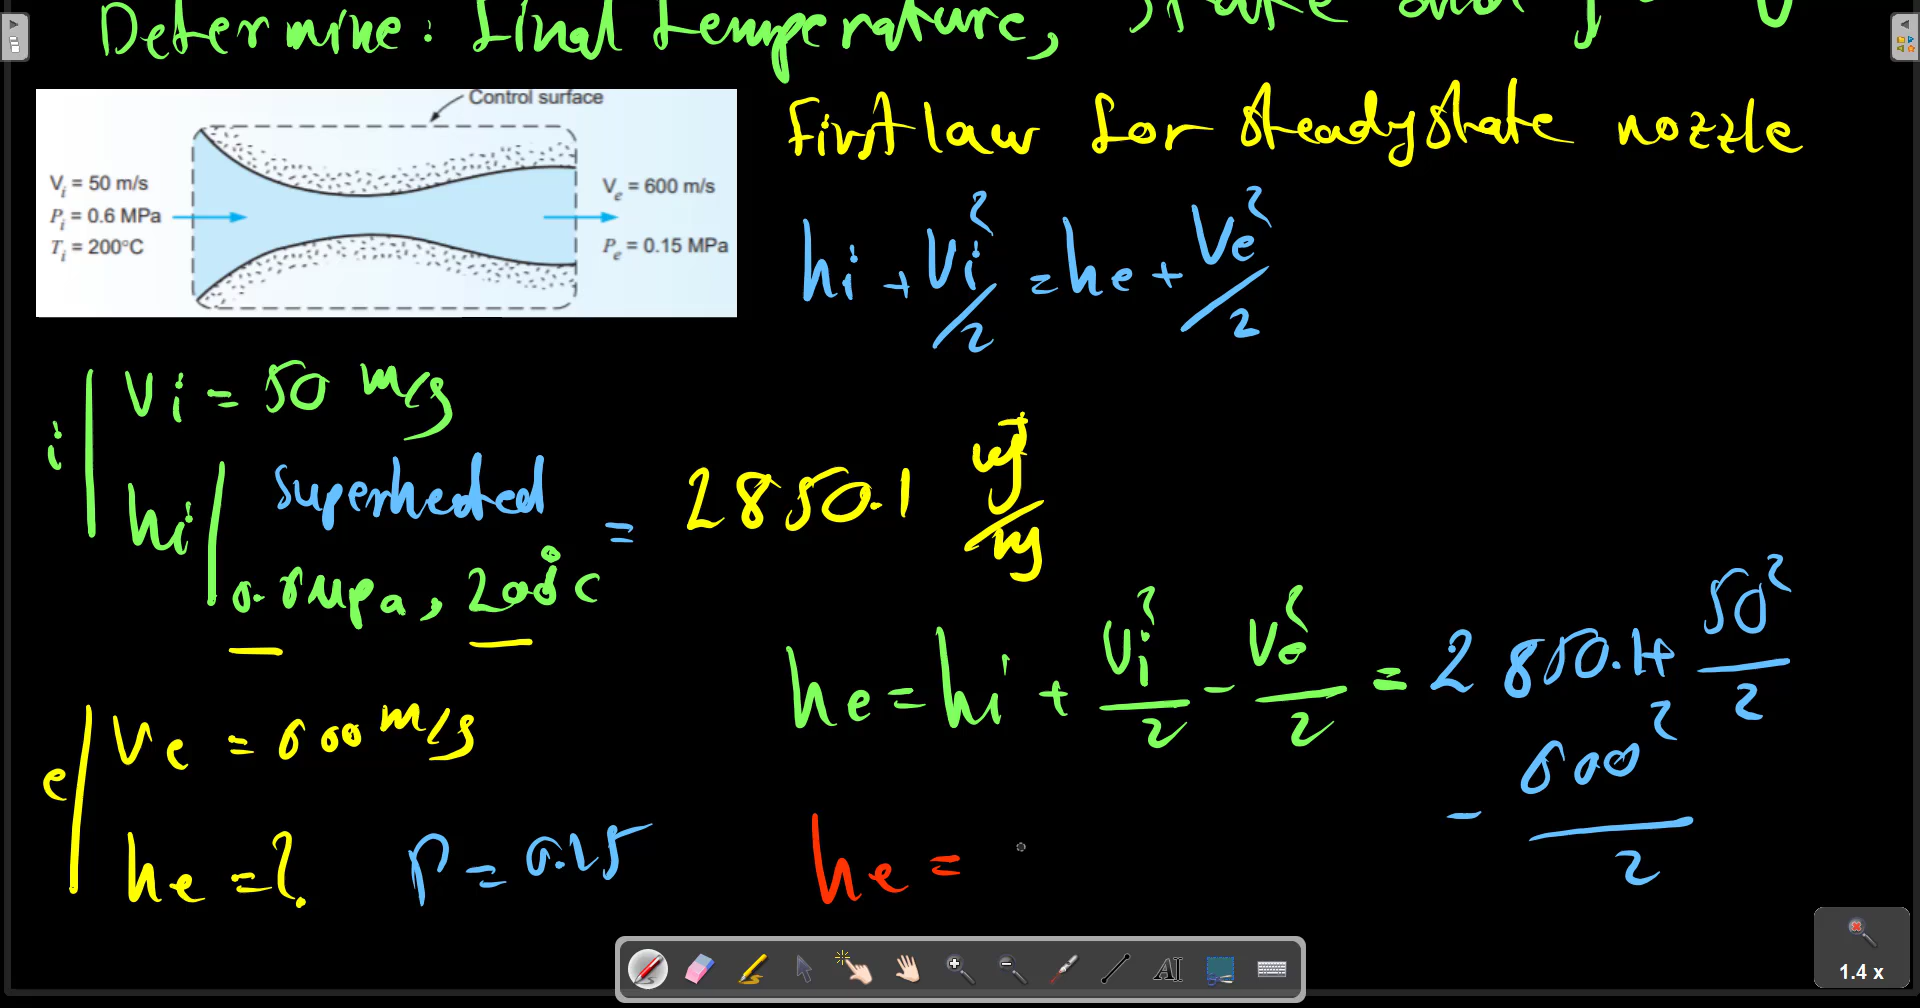 Determine: final temperature, state and
Control surface
Vi = 50 m/s
Pi = 0.6 MPa
Ti = 200°C
Ve = 600 m/s
Pe = 0.15 MPa
First law for steady state nozzle
hi + Vi²/2 = he + Ve²/2
i Vi = 50 m/s
hi superheated = 2850.1 kJ/kg
0.6 Mpa, 200°C
he = hi + Vi²/2 - Ve²/2 = 2850.1 + 50²/2
- 600²/2
e Ve = 600 m/s
he = ? P = 0.15
he =
AI
1.4 x